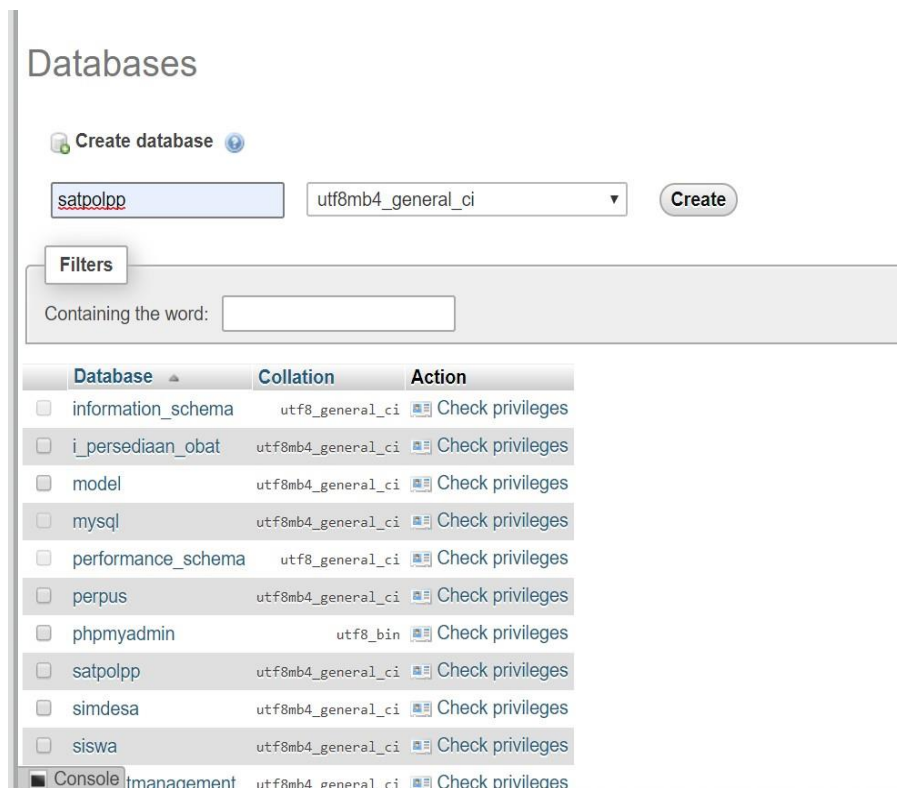 Databases
Create database
satpolpp utf8mb4_general_ci Create
Filters
Containing the word:
Database Collation Action
information_schema utf8_general_ci Check privileges
i_persediaan_obat utf8mb4_general_ci Check privileges
model utf8mb4_general_ci Check privileges
mysql utf8mb4_general_ci Check privileges
performance_schema utf8_general_ci Check privileges
perpus utf8mb4_general_ci Check privileges
phpmyadmin utf8_bin Check privileges
satpolpp utf8mb4_general_ci Check privileges
simdesa utf8mb4_general_ci Check privileges
siswa utf8mb4_general_ci Check privileges
Console tmanagement utf8mb4_general_ci Check privileges